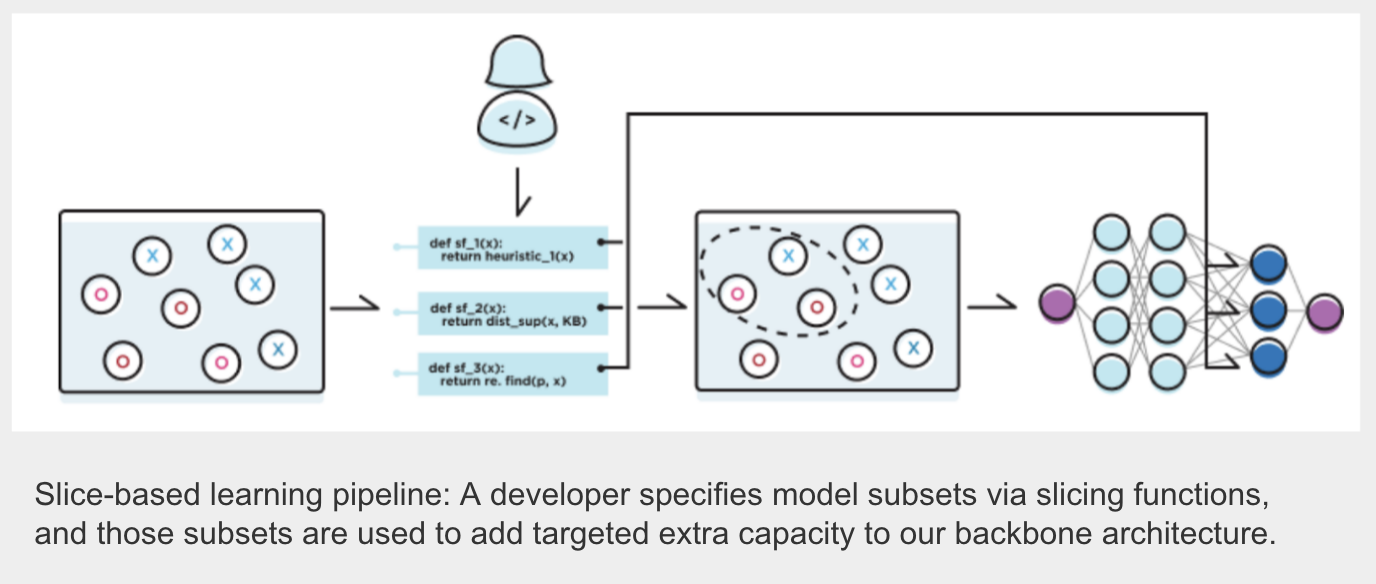 </>
def sf_1(x):
return heuristic_1(x)
def sf_2(x):
return dist_sup(x, KB)
def sf_3(x):
return re. find(p, x)
X
X
X
O
O
O
O
X
X
X
X
O
O
O
O
X
Slice-based learning pipeline: A developer specifies model subsets via slicing functions,
and those subsets are used to add targeted extra capacity to our backbone architecture.